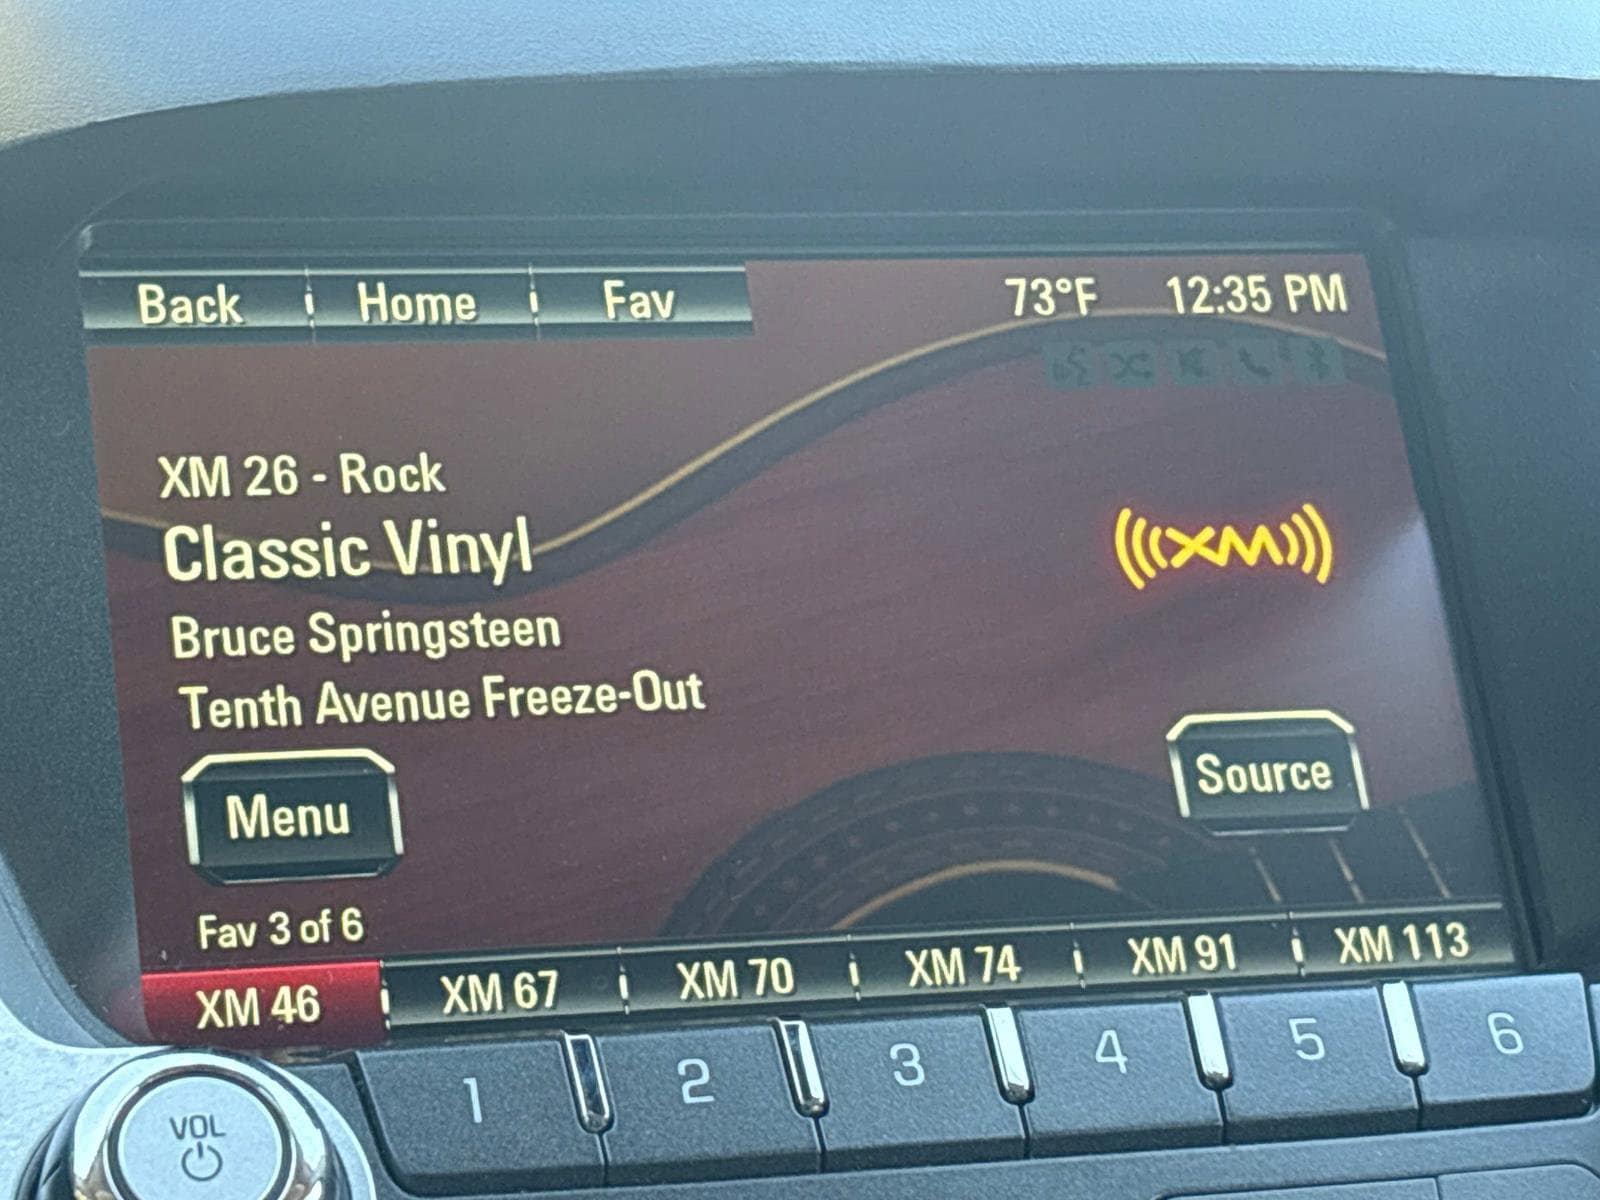 Back Home Fav 73°F 12:35 PM
XM 26 - Rock
Classic Vinyl
XM
Bruce Springsteen
Tenth Avenue Freeze-Out
Menu
Source
Fav 3 of 6
XM 46 XM 67 XM 70 XM 74 XM 91 XM 113
1 2 3 4 5 6
VOL